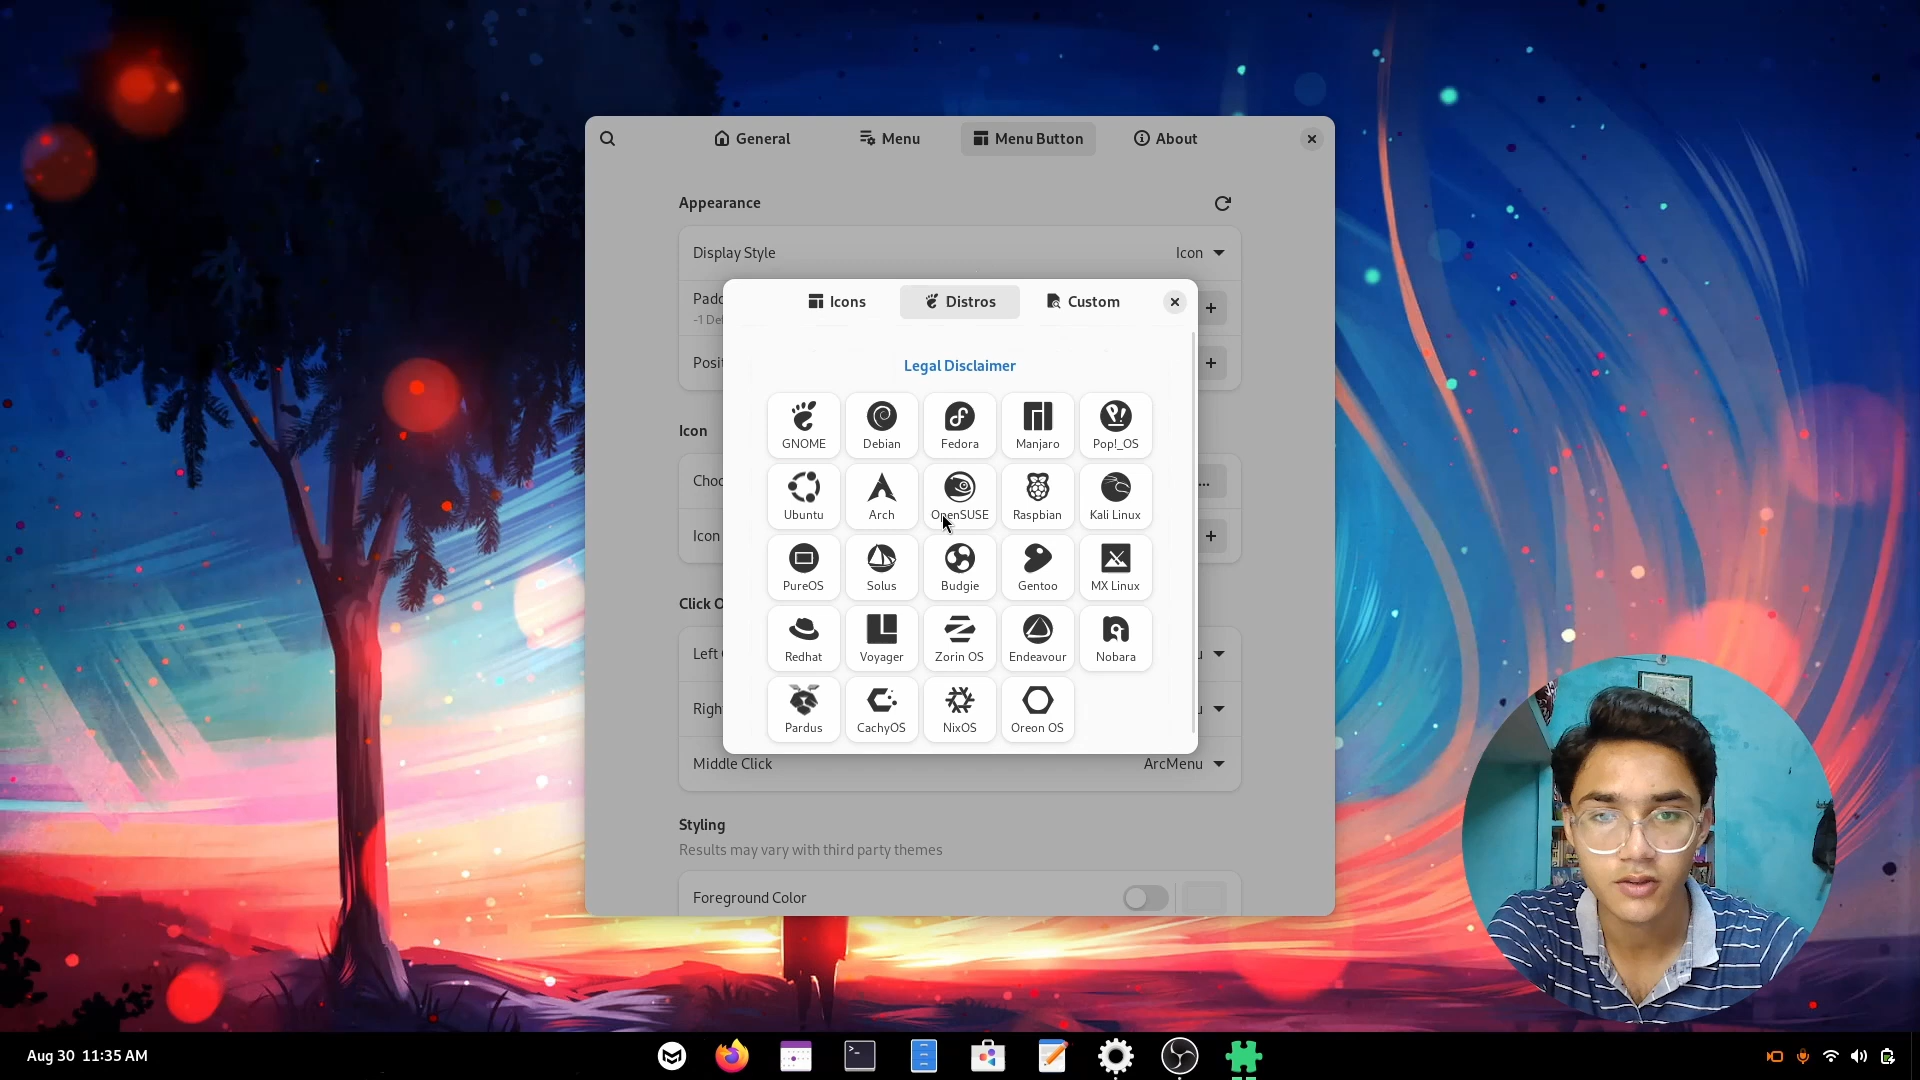 General
Menu
Menu Button
About
Appearance
Display Style
Icon
Padd
-1 Def
Posit
Icon
Choo
...
Icon
Click O
Left C
u
Righ
u
Middle Click
ArcMenu
Styling
Results may vary with third party themes
Foreground Color
Icons
Distros
Custom
Legal Disclaimer
GNOME
Debian
Fedora
Manjaro
Pop!_OS
Ubuntu
Arch
OpenSUSE
Raspbian
Kali Linux
PureOS
Solus
Budgie
Gentoo
MX Linux
Redhat
Voyager
Zorin OS
Endeavour
Nobara
Pardus
CachyOS
NixOS
Oreon OS
Aug 30 11:35 AM